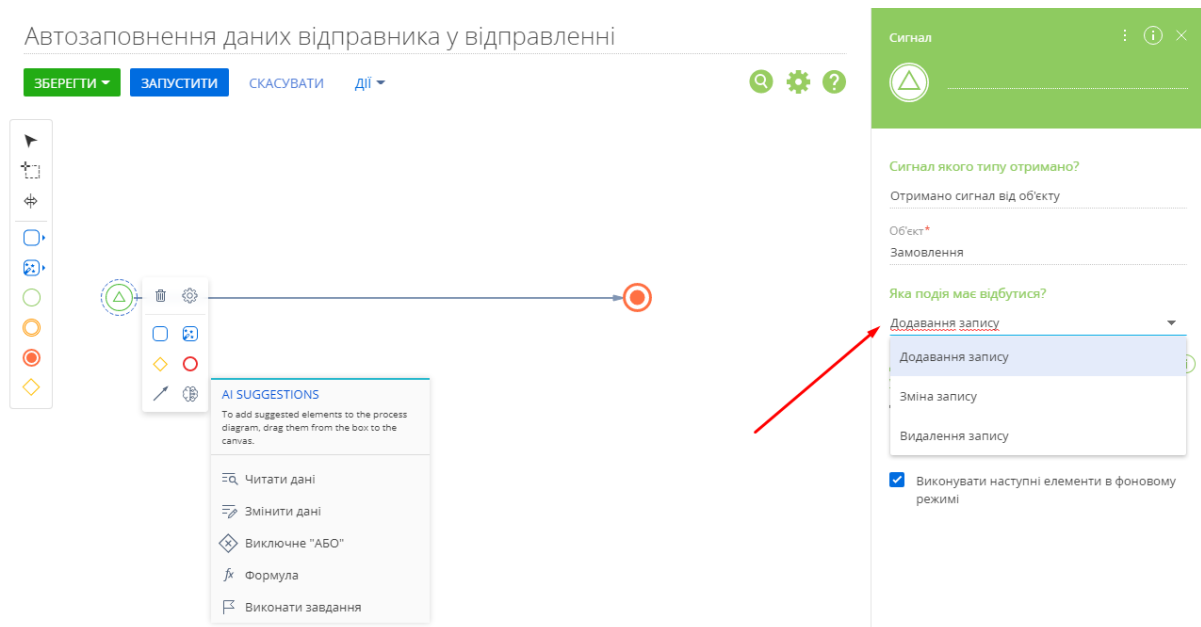 Автозаповнення даних відправника у відправленні
ЗБЕРЕГТИ
ЗАПУСТИТИ
СКАСУВАТИ
ДІЇ
AI SUGGESTIONS
To add suggested elements to the process
diagram, drag them from the box to the
canvas.
Читати дані
Змінити дані
Виключне "АБО"
fx Формула
Виконати завдання
Сигнал
Сигнал якого типу отримано?
Отримано сигнал від об'єкту
Об'єкт*
Замовлення
Яка подія має відбутися?
Додавання запису
Додавання запису
Зміна запису
Видалення запису
Виконувати наступні елементи в фоновому
режимі